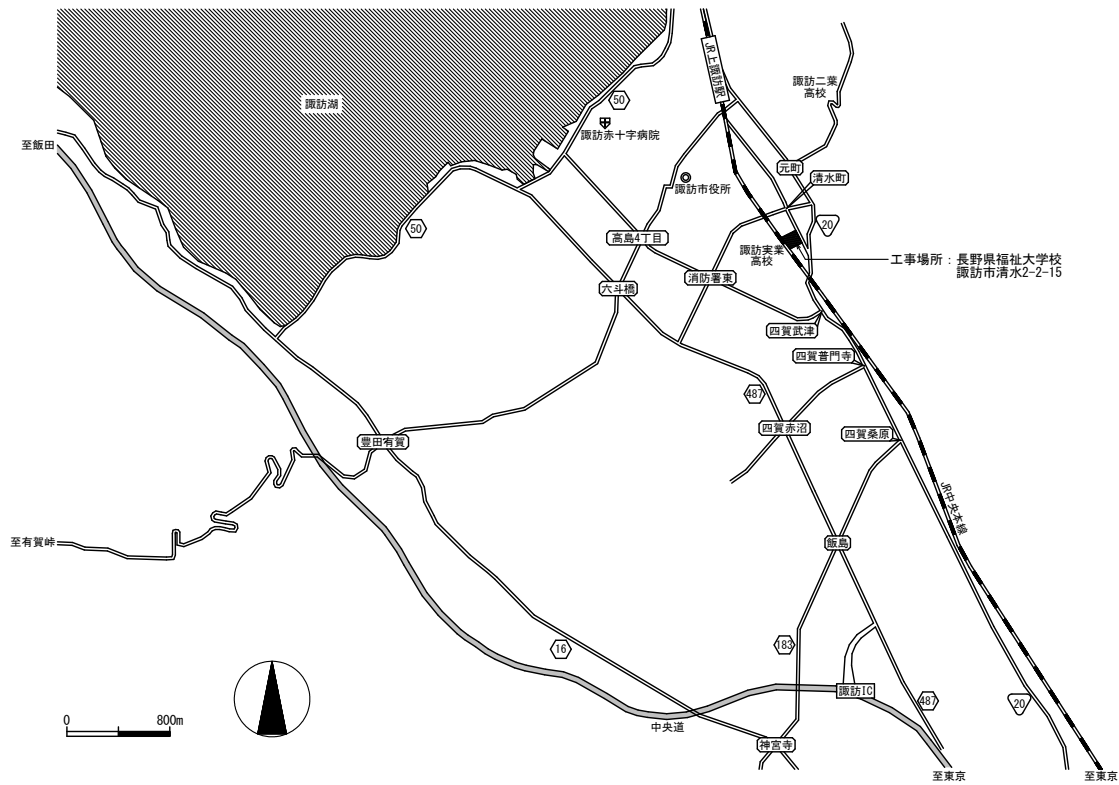 JR上諏訪駅
諏訪二葉
高校
諏訪湖
50
諏訪赤十字病院
至飯田
元町
清水町
諏訪市役所
20
50
高島4丁目
諏訪実業
高校
工事場所：長野県福祉大学校
諏訪市清水2-2-15
消防署東
六斗橋
四賀武津
四賀普門寺
487
四賀赤沼
四賀桑原
豊田有賀
JR中央本線
至有賀峠
飯島
16
183
諏訪IC
487
20
0
800m
中央道
神宮寺
至東京
至東京